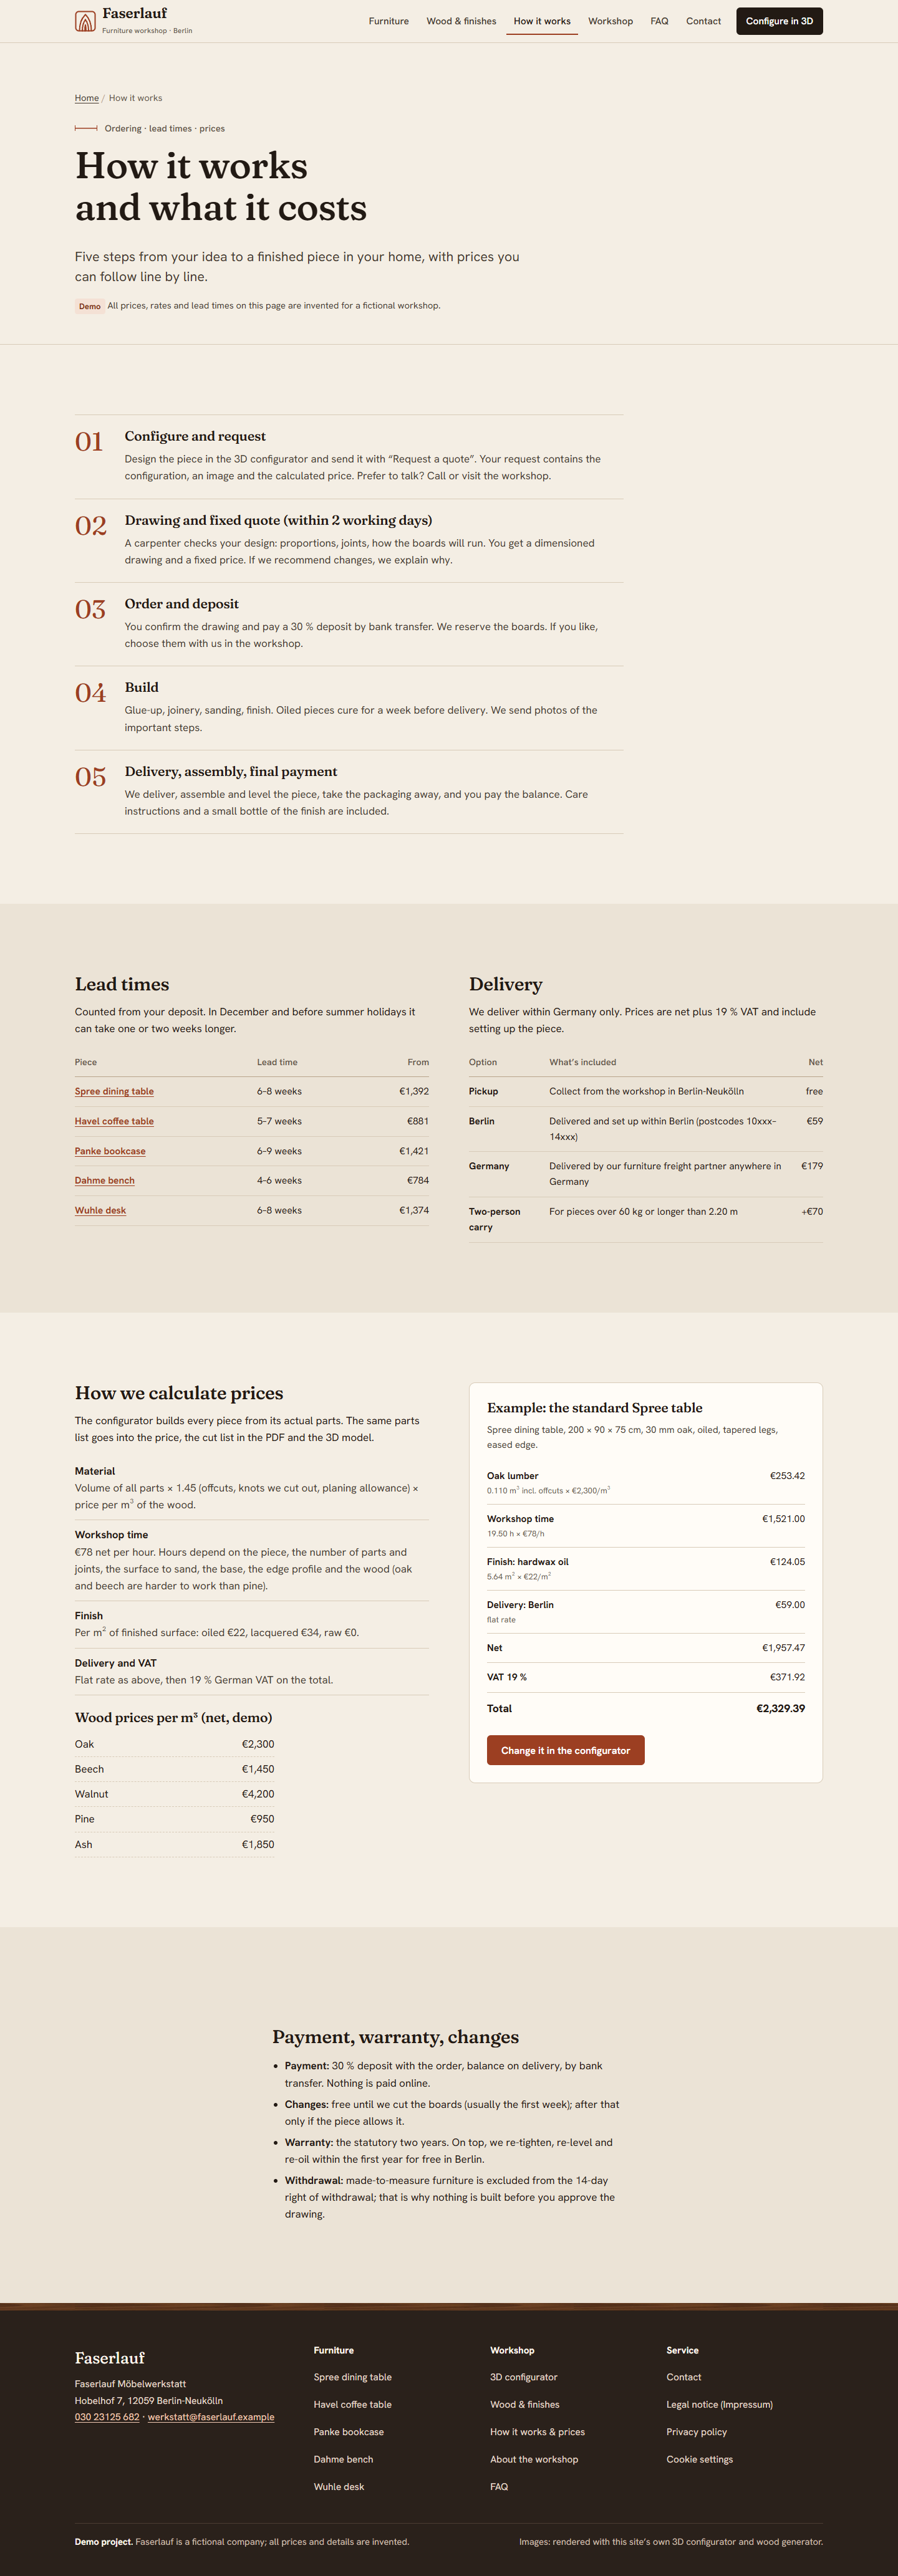 Faserlauf
Furniture workshop · Berlin
Furniture
Wood & finishes
How it works
Workshop
FAQ
Contact
Configure in 3D
Home / How it works
Ordering · lead times · prices
How it works
and what it costs
Five steps from your idea to a finished piece in your home, with prices you
can follow line by line.
Demo All prices, rates and lead times on this page are invented for a fictional workshop.
01
Configure and request
Design the piece in the 3D configurator and send it with “Request a quote”. Your request contains the
configuration, an image and the calculated price. Prefer to talk? Call or visit the workshop.
02
Drawing and fixed quote (within 2 working days)
A carpenter checks your design: proportions, joints, how the boards will run. You get a dimensioned
drawing and a fixed price. If we recommend changes, we explain why.
03
Order and deposit
You confirm the drawing and pay a 30 % deposit by bank transfer. We reserve the boards. If you like,
choose them with us in the workshop.
04
Build
Glue-up, joinery, sanding, finish. Oiled pieces cure for a week before delivery. We send photos of the
important steps.
05
Delivery, assembly, final payment
We deliver, assemble and level the piece, take the packaging away, and you pay the balance. Care
instructions and a small bottle of the finish are included.
Lead times
Counted from your deposit. In December and before summer holidays it
can take one or two weeks longer.
Piece Lead time From
Spree dining table 6–8 weeks €1,392
Havel coffee table 5–7 weeks €881
Panke bookcase 6–9 weeks €1,421
Dahme bench 4–6 weeks €784
Wuhle desk 6–8 weeks €1,374
Delivery
We deliver within Germany only. Prices are net plus 19 % VAT and include
setting up the piece.
Option What’s included Net
Pickup Collect from the workshop in Berlin-Neukölln free
Berlin Delivered and set up within Berlin (postcodes 10xxx– €59
14xxx)
Germany Delivered by our furniture freight partner anywhere in €179
Germany
Two-person For pieces over 60 kg or longer than 2.20 m +€70
carry
How we calculate prices
The configurator builds every piece from its actual parts. The same parts
list goes into the price, the cut list in the PDF and the 3D model.
Material
Volume of all parts × 1.45 (offcuts, knots we cut out, planing allowance) ×
price per m³ of the wood.
Workshop time
€78 net per hour. Hours depend on the piece, the number of parts and
joints, the surface to sand, the base, the edge profile and the wood (oak
and beech are harder to work than pine).
Finish
Per m² of finished surface: oiled €22, lacquered €34, raw €0.
Delivery and VAT
Flat rate as above, then 19 % German VAT on the total.
Wood prices per m³ (net, demo)
Oak €2,300
Beech €1,450
Walnut €4,200
Pine €950
Ash €1,850
Example: the standard Spree table
Spree dining table, 200 × 90 × 75 cm, 30 mm oak, oiled, tapered legs,
eased edge.
Oak lumber €253.42
0.110 m³ incl. offcuts × €2,300/m³
Workshop time €1,521.00
19.50 h × €78/h
Finish: hardwax oil €124.05
5.64 m² × €22/m²
Delivery: Berlin €59.00
flat rate
Net €1,957.47
VAT 19 % €371.92
Total €2,329.39
Change it in the configurator
Payment, warranty, changes
• Payment: 30 % deposit with the order, balance on delivery, by bank
transfer. Nothing is paid online.
• Changes: free until we cut the boards (usually the first week); after that
only if the piece allows it.
• Warranty: the statutory two years. On top, we re-tighten, re-level and
re-oil within the first year for free in Berlin.
• Withdrawal: made-to-measure furniture is excluded from the 14-day
right of withdrawal; that is why nothing is built before you approve the
drawing.
Faserlauf
Faserlauf Möbelwerkstatt
Hobelhof 7, 12059 Berlin-Neukölln
030 23125 682 · werkstatt@faserlauf.example
Furniture
Spree dining table
Havel coffee table
Panke bookcase
Dahme bench
Wuhle desk
Workshop
3D configurator
Wood & finishes
How it works & prices
About the workshop
FAQ
Service
Contact
Legal notice (Impressum)
Privacy policy
Cookie settings
Demo project. Faserlauf is a fictional company; all prices and details are invented.
Images: rendered with this site’s own 3D configurator and wood generator.